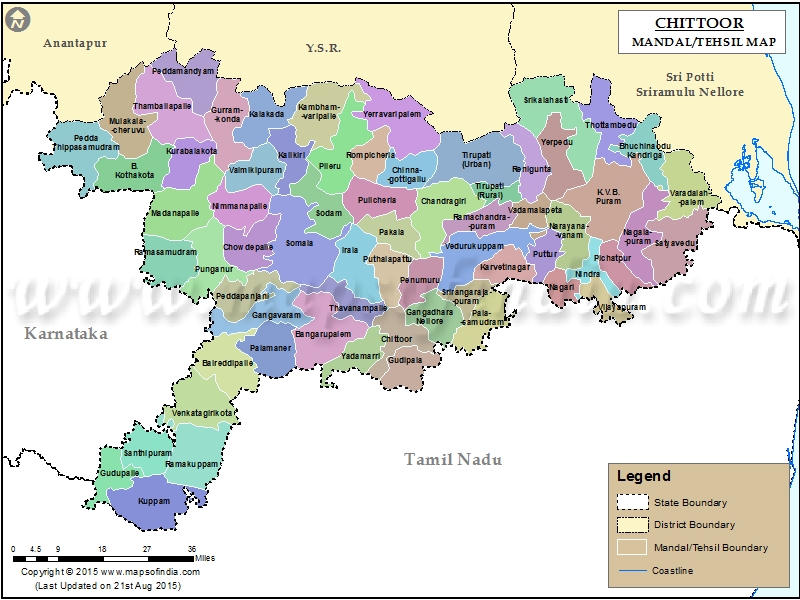 N
CHITTOOR
MANDAL/TEHSIL MAP
Anantapur
Y.S.R.
Sri Potti
Sriramulu Nellore
Peddamandyam
Thamballapalle
Mulakala-
-cheruvu
Gurram-
-konda
Kalakada
Kambham-
-varipalle
Yerravaripalem
Srikalahasti
Thottambedu
Pedda
Thippasamudram
B.
Kothakota
Kurabalakota
Valmikipuram
Kalikiri
Pileru
Rompicherla
Chinna-
-gottigallu
Tirupati
(Urban)
Renigunta
Yerpedu
Buchinaodu
Kandriga
K.V.B.
Puram
Varadaiah-
-palem
Madanapalle
Nimmanapalle
Sodam
Pulicherla
Chandragiri
Tirupati
(Rural)
Ramachandra-
-puram
Vadamalapeta
Narayana-
-vanam
Nagala-
-puram
Satyavedu
Ramasamudram
Punganur
Chowdepalle
Somala
Irala
Pakala
Puthalapattu
Vedurukuppam
Karvetinagar
Puttur
Pichatpur
Nindra
Nagari
Vijayapuram
Penumuru
Srirangaraja-
-puram
Peddapanjani
Gangavaram
Thavanampalle
Gangadhara
Nellore
Pala-
-samudram
Bangarupalem
Chittoor
Palamaner
Yadamarri
Gudipala
Baireddipalle
Karnataka
Venkatagirikota
Santhipuram
Ramakuppam
Gudupalle
Kuppam
Tamil Nadu
Legend
State Boundary
District Boundary
Mandal/Tehsil Boundary
Coastline
0 4.5 9 18 27 36
Miles
Copyright © 2015 www.mapsofindia.com
(Last Updated on 21st Aug 2015)
www.mapsofindia.com